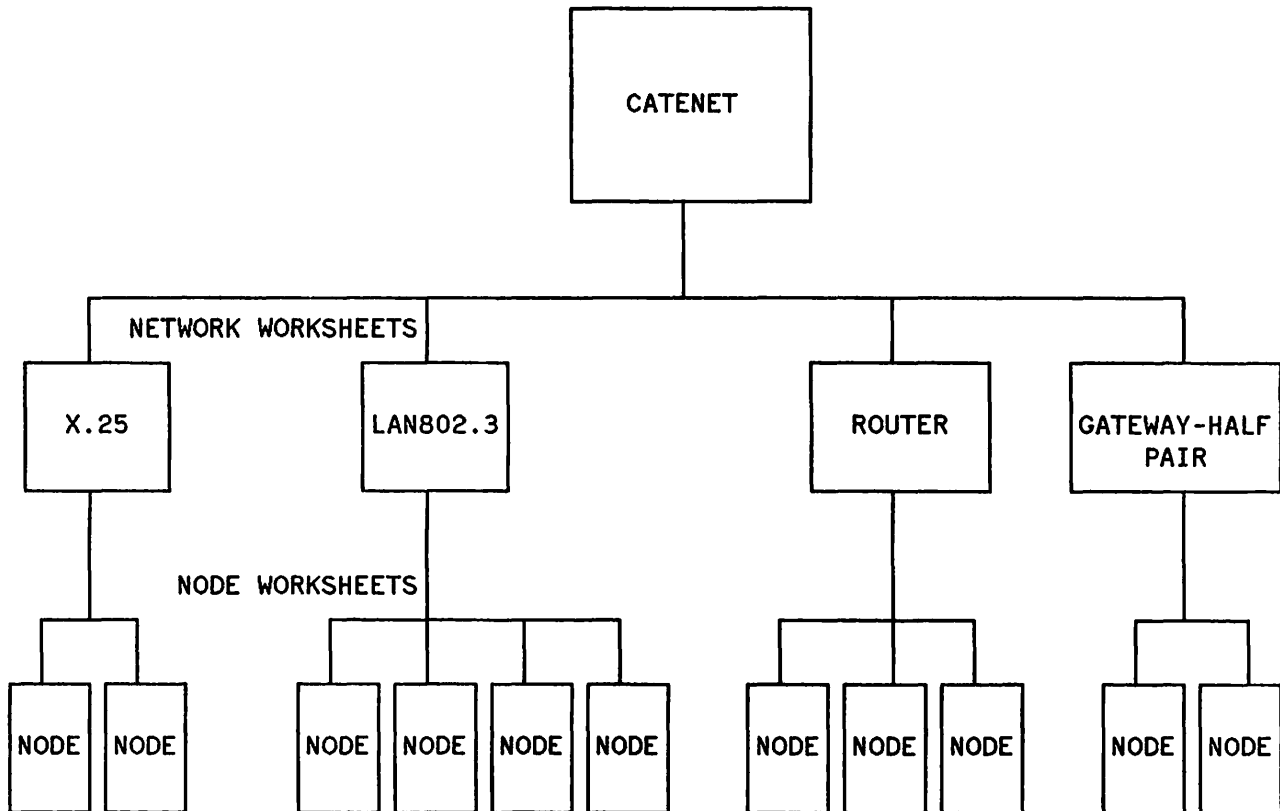 CATENET
NETWORK WORKSHEETS
X.25
LAN802.3
ROUTER
GATEWAY-HALF
PAIR
NODE WORKSHEETS
NODE
NODE
NODE
NODE
NODE
NODE
NODE
NODE
NODE
NODE
NODE